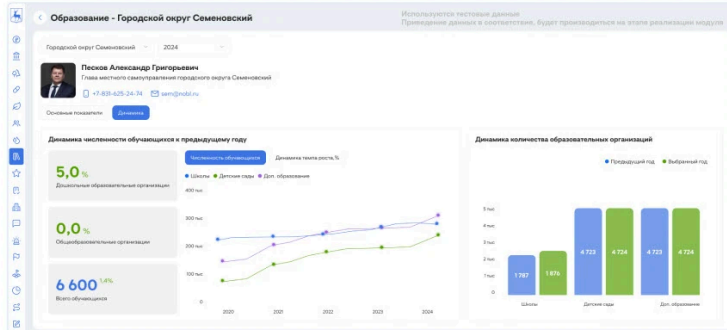 Образование - Городской округ Семеновский
Используются тестовые данные
Приведение данных в соответствие. Будет производиться на этапе реализации модуля
Городской округ Семеновский
2024
Песков Александр Григорьевич
Глава местного самоуправления городского округа Семеновский
+7-831-625-24-74
sem@nobl.ru
Основные показатели
Динамика
Динамика численности обучающихся к предыдущему году
5,0 %
Дошкольные образовательные организации
0,0 %
Общеобразовательные организации
6 600 1,4%
Всего обучающихся
Численность обучающихся
Динамика темпа роста, %
Школы
Детские сады
Доп. образование
400 тыс
300 тыс
200 тыс
100 тыс
0
2020
2021
2022
2023
2024
Динамика количества образовательных организаций
Предыдущий год
Выбранный год
5 тыс
4 тыс
3 тыс
2 тыс
1 тыс
0
1 787
1 876
4 723
4 724
4 723
4 724
Школы
Детские сады
Доп. образование